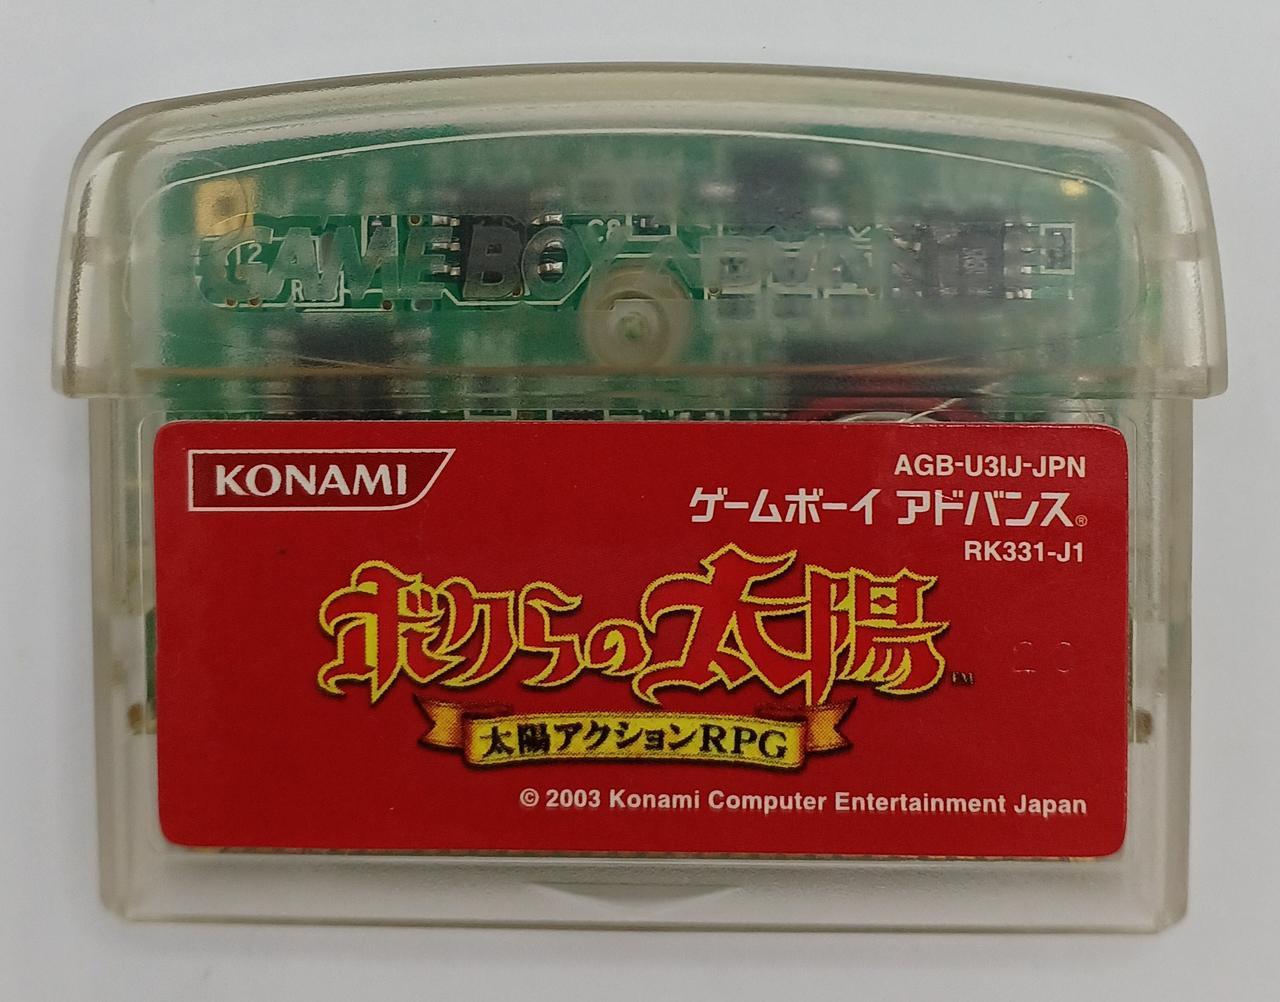 GAME BOY ADVANCE
KONAMI
AGB-U3IJ-JPN
ゲームボーイ アドバンス®
RK331-J1
ボクらの太陽™
太陽アクションRPG
© 2003 Konami Computer Entertainment Japan